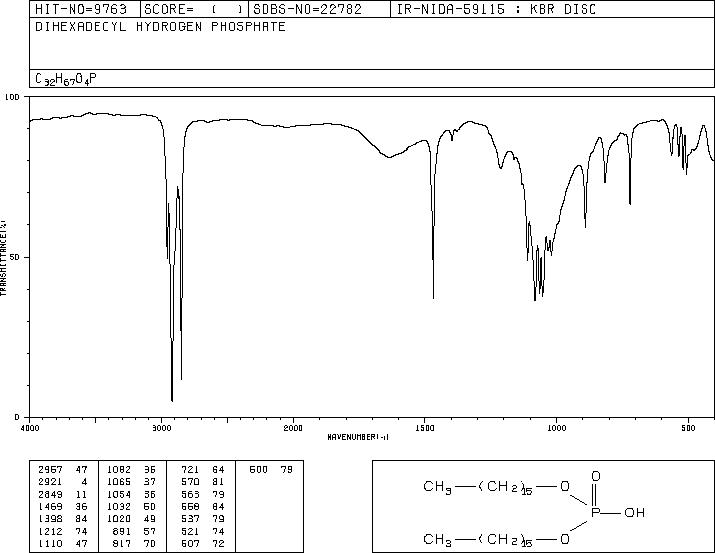 HIT-NO=9763 SCORE= ( ) SDBS-NO=22782 IR-NIDA-59115 : KBR DISC
DIHEXADECYL HYDROGEN PHOSPHATE
C32H67O4P
100
50
0
TRANSMITTANCE(%)
4000 3000 2000 1500 1000 500
WAVENUMBER(-1)
2957 47 1082 36 721 64 500 79
2921 4 1065 37 570 81
2849 11 1054 36 563 79
1469 36 1032 50 558 84
1398 84 1020 49 537 79
1212 74 891 57 521 74
1110 47 817 70 507 72
O
CH3 (CH2)15 O
P OH
CH3 (CH2)15 O